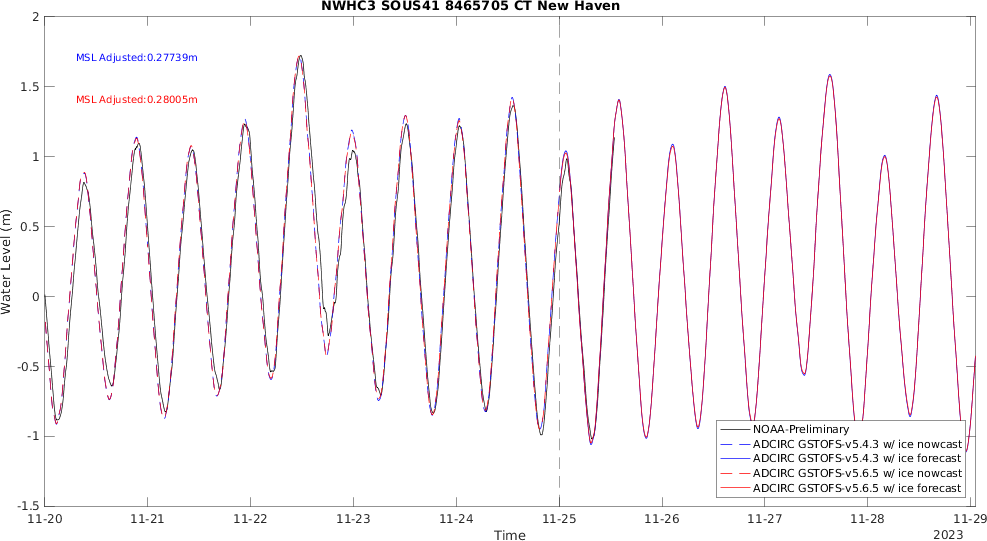 NWHC3 SOUS41 8465705 CT New Haven
2
1.5
1
0.5
0
-0.5
-1
-1.5
Water Level (m)
MSL Adjusted:0.27739m
MSL Adjusted:0.28005m
NOAA-Preliminary
ADCIRC GSTOFS-v5.4.3 w/ ice nowcast
ADCIRC GSTOFS-v5.4.3 w/ ice forecast
ADCIRC GSTOFS-v5.6.5 w/ ice nowcast
ADCIRC GSTOFS-v5.6.5 w/ ice forecast
11-20 11-21 11-22 11-23 11-24 11-25 11-26 11-27 11-28 11-29
Time
2023